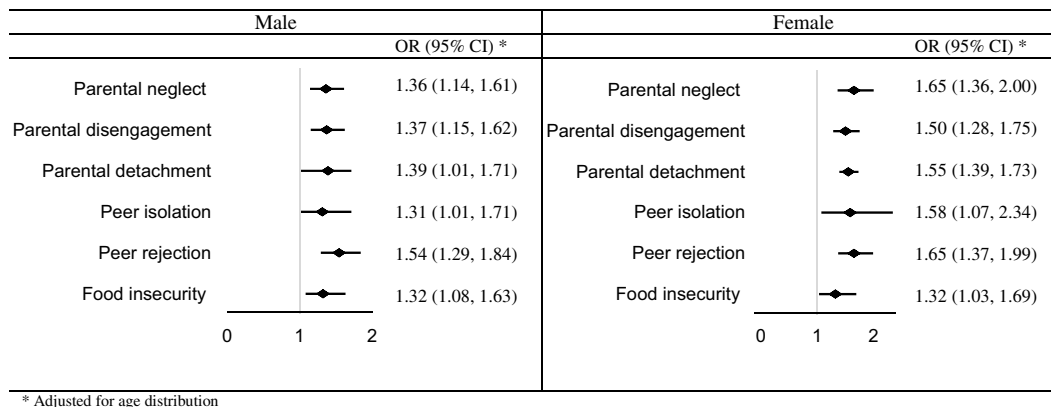 Male Female
OR (95% CI) * OR (95% CI) *
Parental neglect 1.36 (1.14, 1.61) Parental neglect 1.65 (1.36, 2.00)
Parental disengagement 1.37 (1.15, 1.62) Parental disengagement 1.50 (1.28, 1.75)
Parental detachment 1.39 (1.01, 1.71) Parental detachment 1.55 (1.39, 1.73)
Peer isolation 1.31 (1.01, 1.71) Peer isolation 1.58 (1.07, 2.34)
Peer rejection 1.54 (1.29, 1.84) Peer rejection 1.65 (1.37, 1.99)
Food insecurity 1.32 (1.08, 1.63) Food insecurity 1.32 (1.03, 1.69)
0 1 2 0 1 2
* Adjusted for age distribution